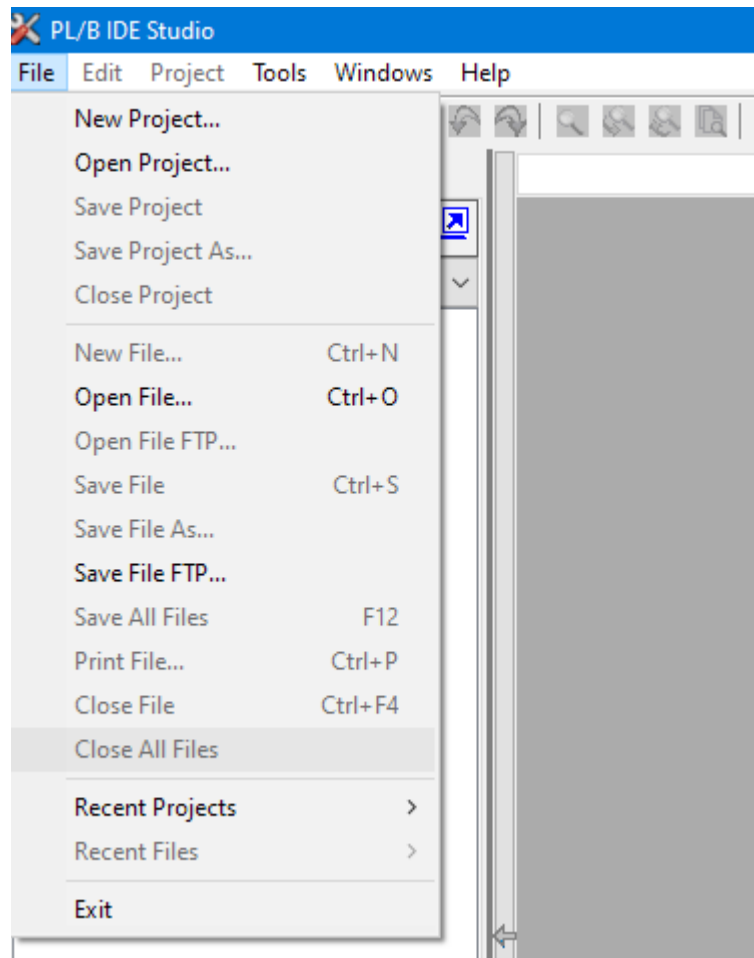 PL/B IDE Studio
File Edit Project Tools Windows Help
New Project...
Open Project...
Save Project
Save Project As...
Close Project
New File... Ctrl+N
Open File... Ctrl+O
Open File FTP...
Save File Ctrl+S
Save File As...
Save File FTP...
Save All Files F12
Print File... Ctrl+P
Close File Ctrl+F4
Close All Files
Recent Projects
Recent Files
Exit